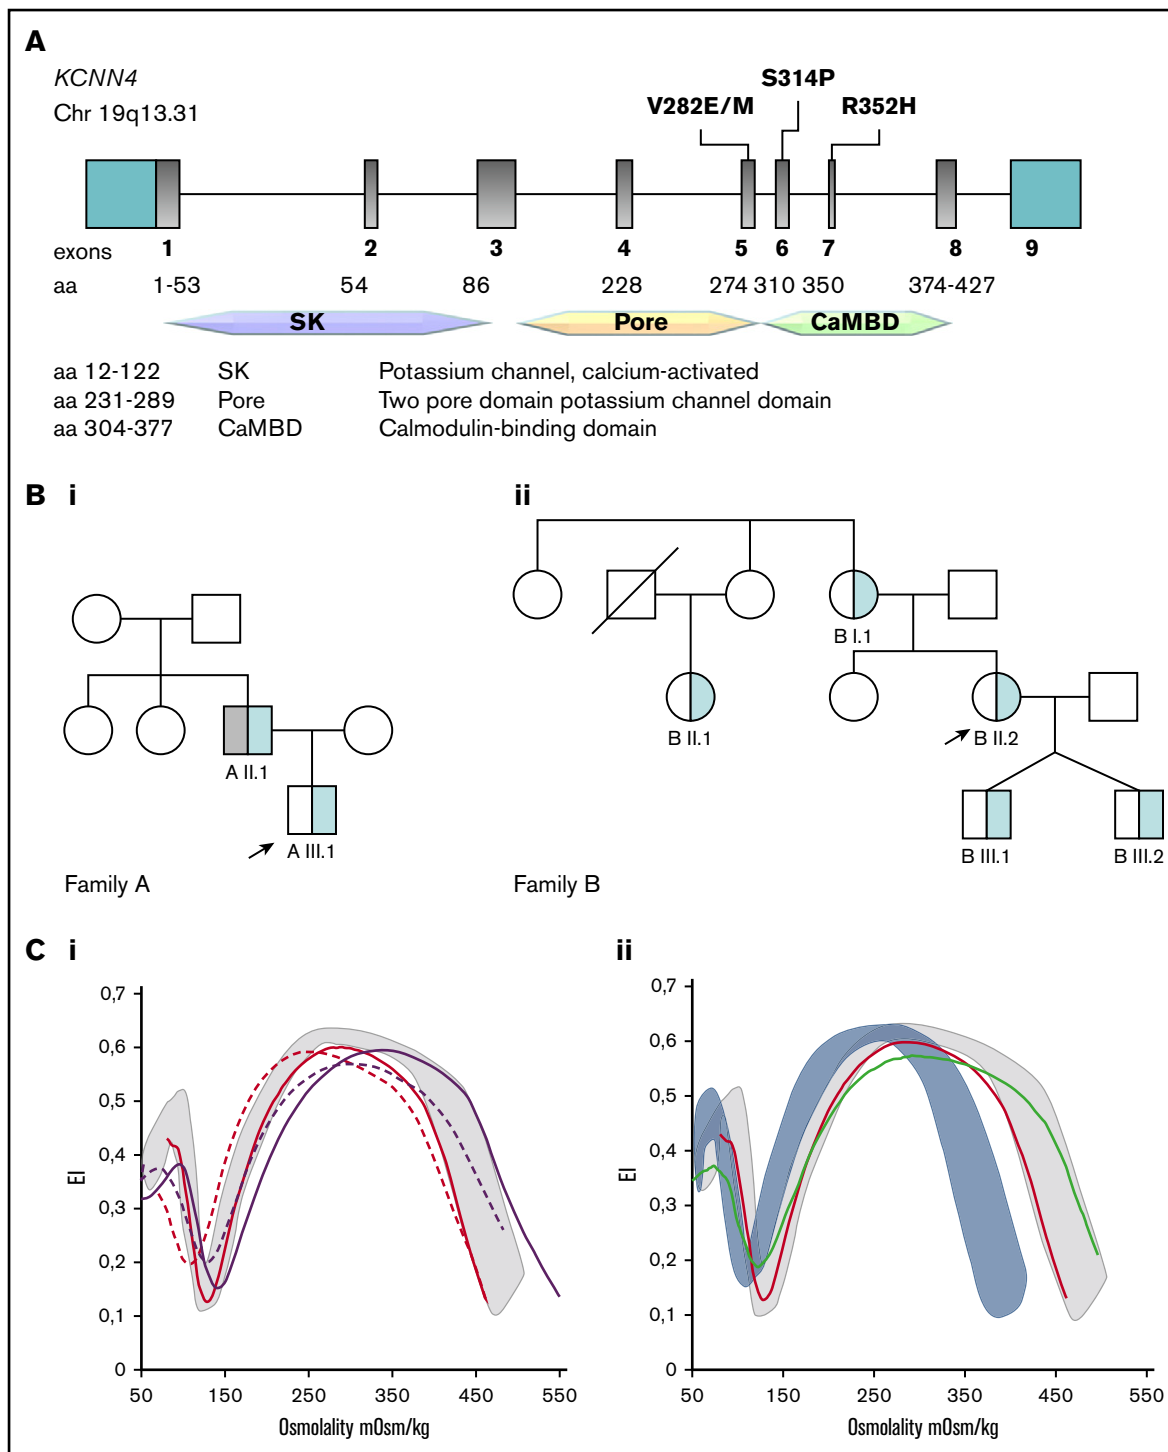 A
KCNN4
Chr 19q13.31
S314P
V282E/M R352H
exons 1 2 3 4 5 6 7 8 9
aa 1-53 54 86 228 274 310 350 374-427
SK Pore CaMBD
aa 12-122 SK Potassium channel, calcium-activated
aa 231-289 Pore Two pore domain potassium channel domain
aa 304-377 CaMBD Calmodulin-binding domain
B i ii
B I.1
A II.1
B II.1
B II.2
A III.1
B III.1
B III.2
Family A
Family B
C i
0,7
0,6
0,5
0,4
0,3
0,2
0,1
0
EI
50 150 250 350 450 550
Osmolality mOsm/kg
ii
0,7
0,6
0,5
0,4
0,3
0,2
0,1
0
EI
50 150 250 350 450 550
Osmolality mOsm/kg